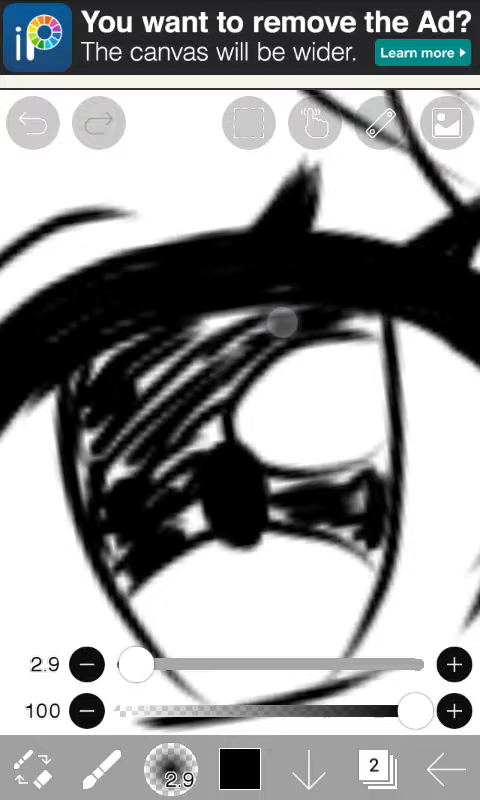 iP
You want to remove the Ad?
The canvas will be wider.
Learn more
2.9
100
2.9
2